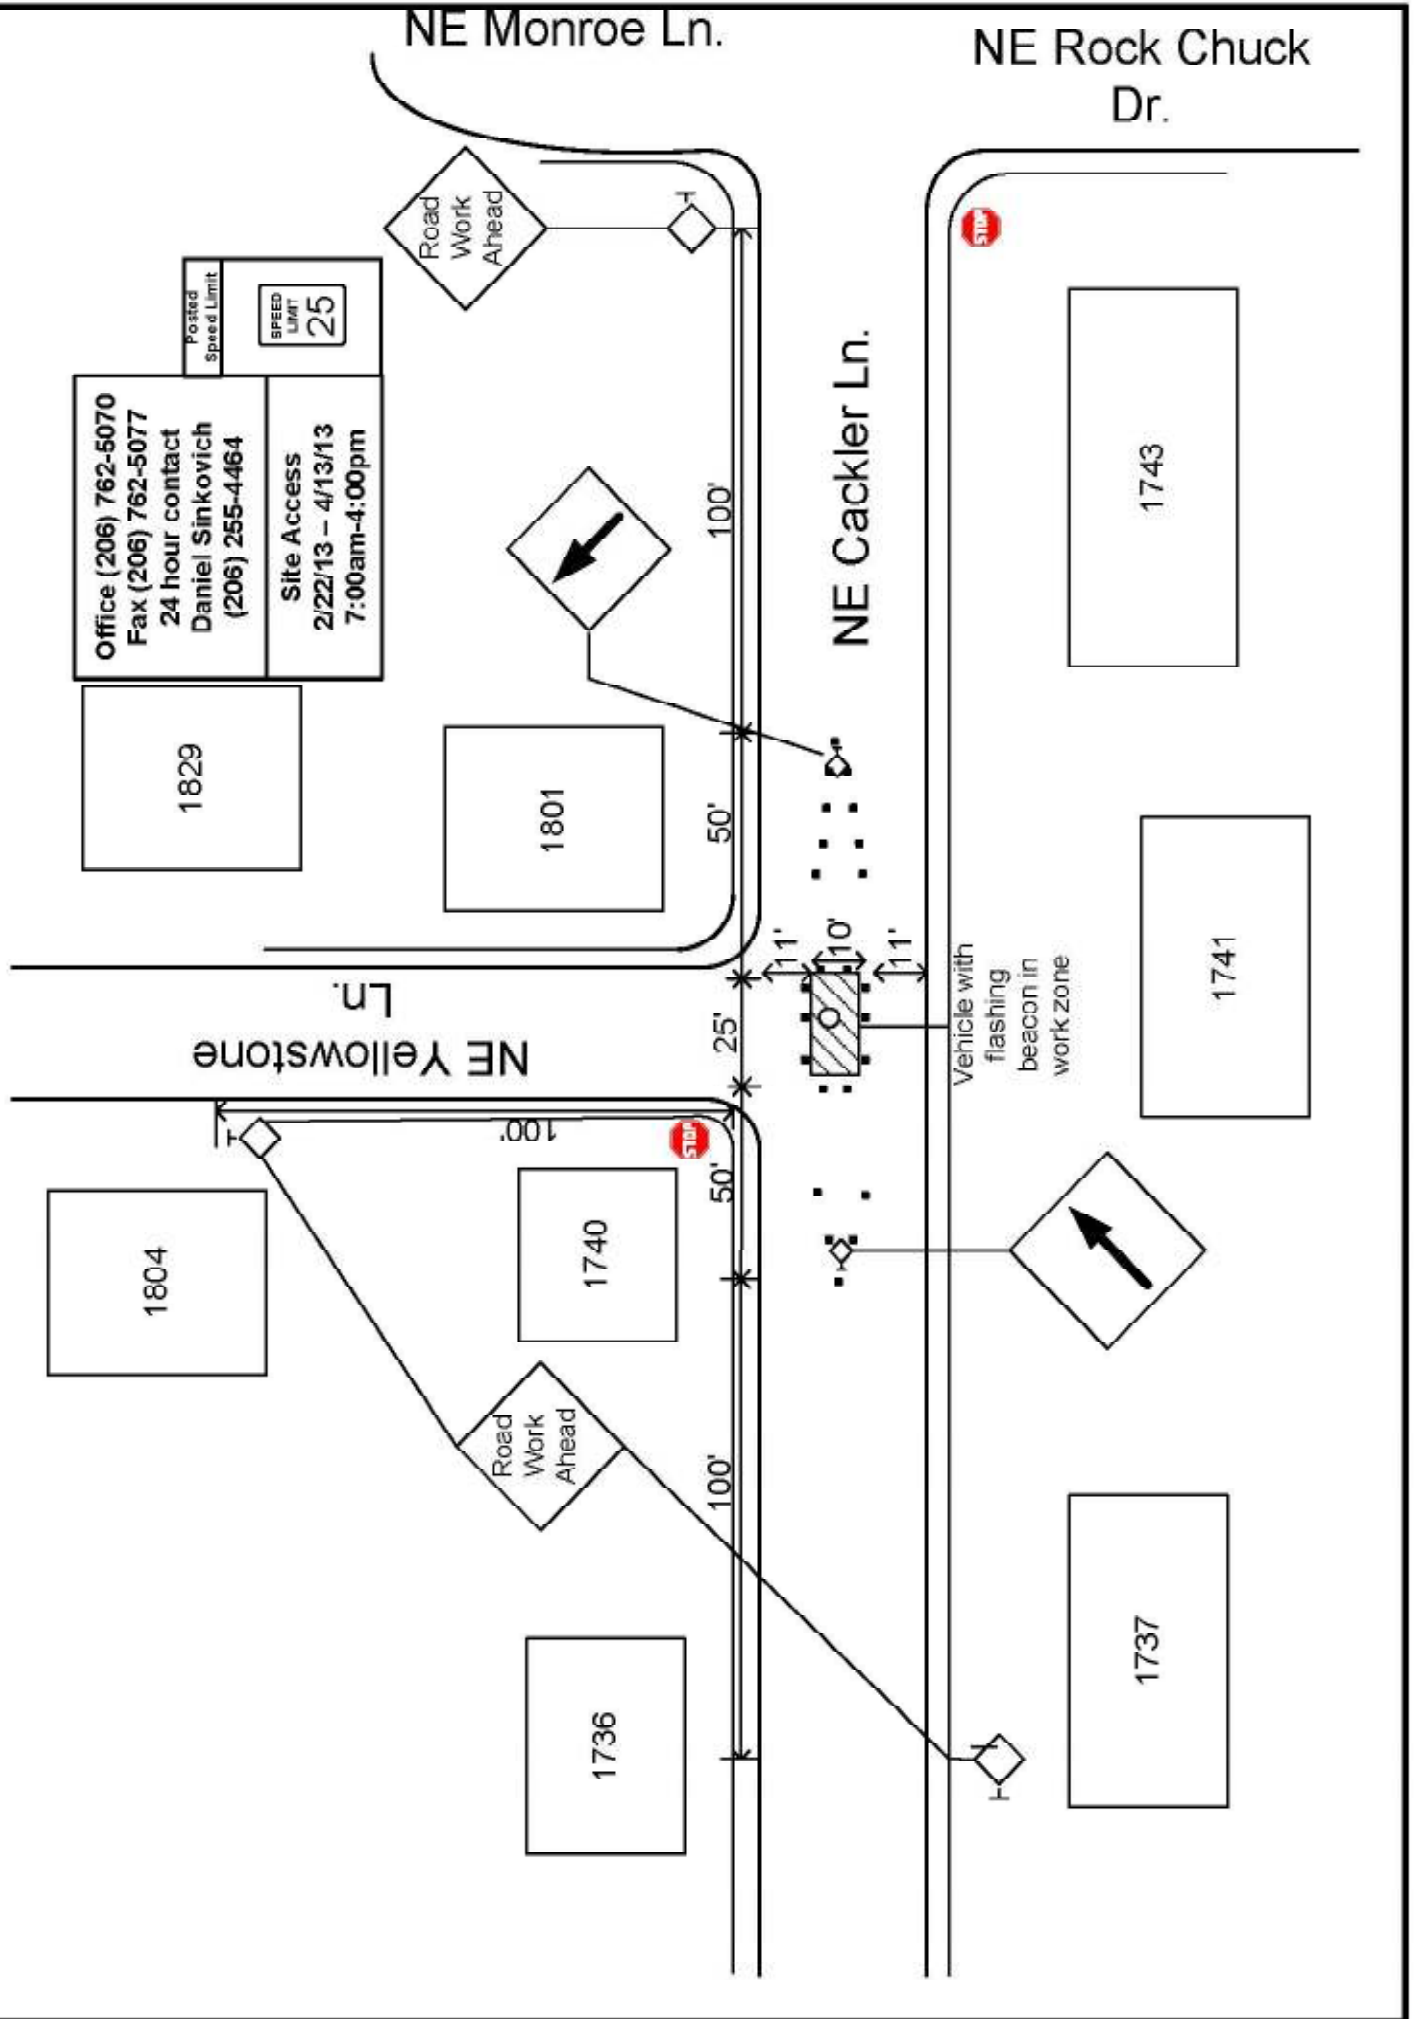 NE Monroe Ln.
NE Rock Chuck
Dr.
Road
Work
Ahead
Posted
Speed Limit
SPEED
LIMIT
25
Office (206) 762-5070
Fax (206) 762-5077
24 hour contact
Daniel Sinkovich
(206) 255-4464
Site Access
2/22/13 – 4/13/13
7:00am-4:00pm
STOP
NE Cackler Ln.
100'
1743
1829
1801
50'
11'
10'
11'
NE Yellowstone
Ln.
25'
Vehicle with
flashing
beacon in
work zone
1741
100'
STOP
50'
1804
1740
Road
Work
Ahead
100'
1736
1737